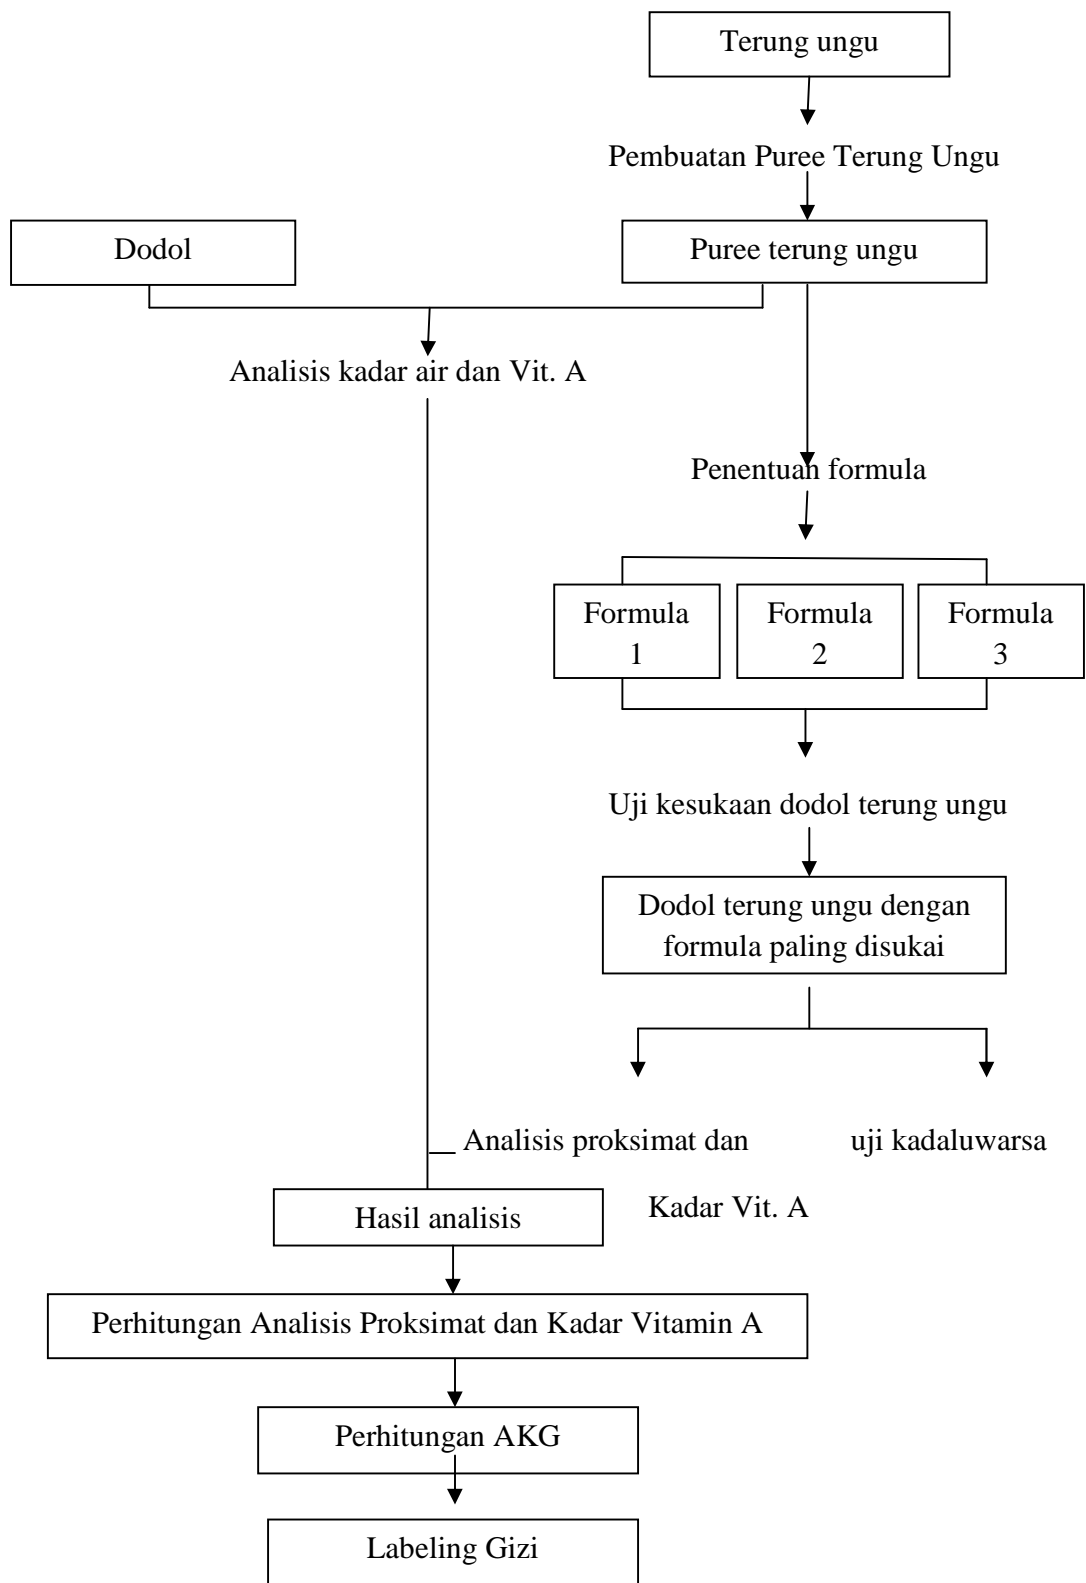 Terung ungu
Pembuatan Puree Terung Ungu
Dodol
Puree terung ungu
Analisis kadar air dan Vit. A
Penentuan formula
Formula
1
Formula
2
Formula
3
Uji kesukaan dodol terung ungu
Dodol terung ungu dengan
formula paling disukai
Analisis proksimat dan
uji kadaluwarsa
Kadar Vit. A
Hasil analisis
Perhitungan Analisis Proksimat dan Kadar Vitamin A
Perhitungan AKG
Labeling Gizi